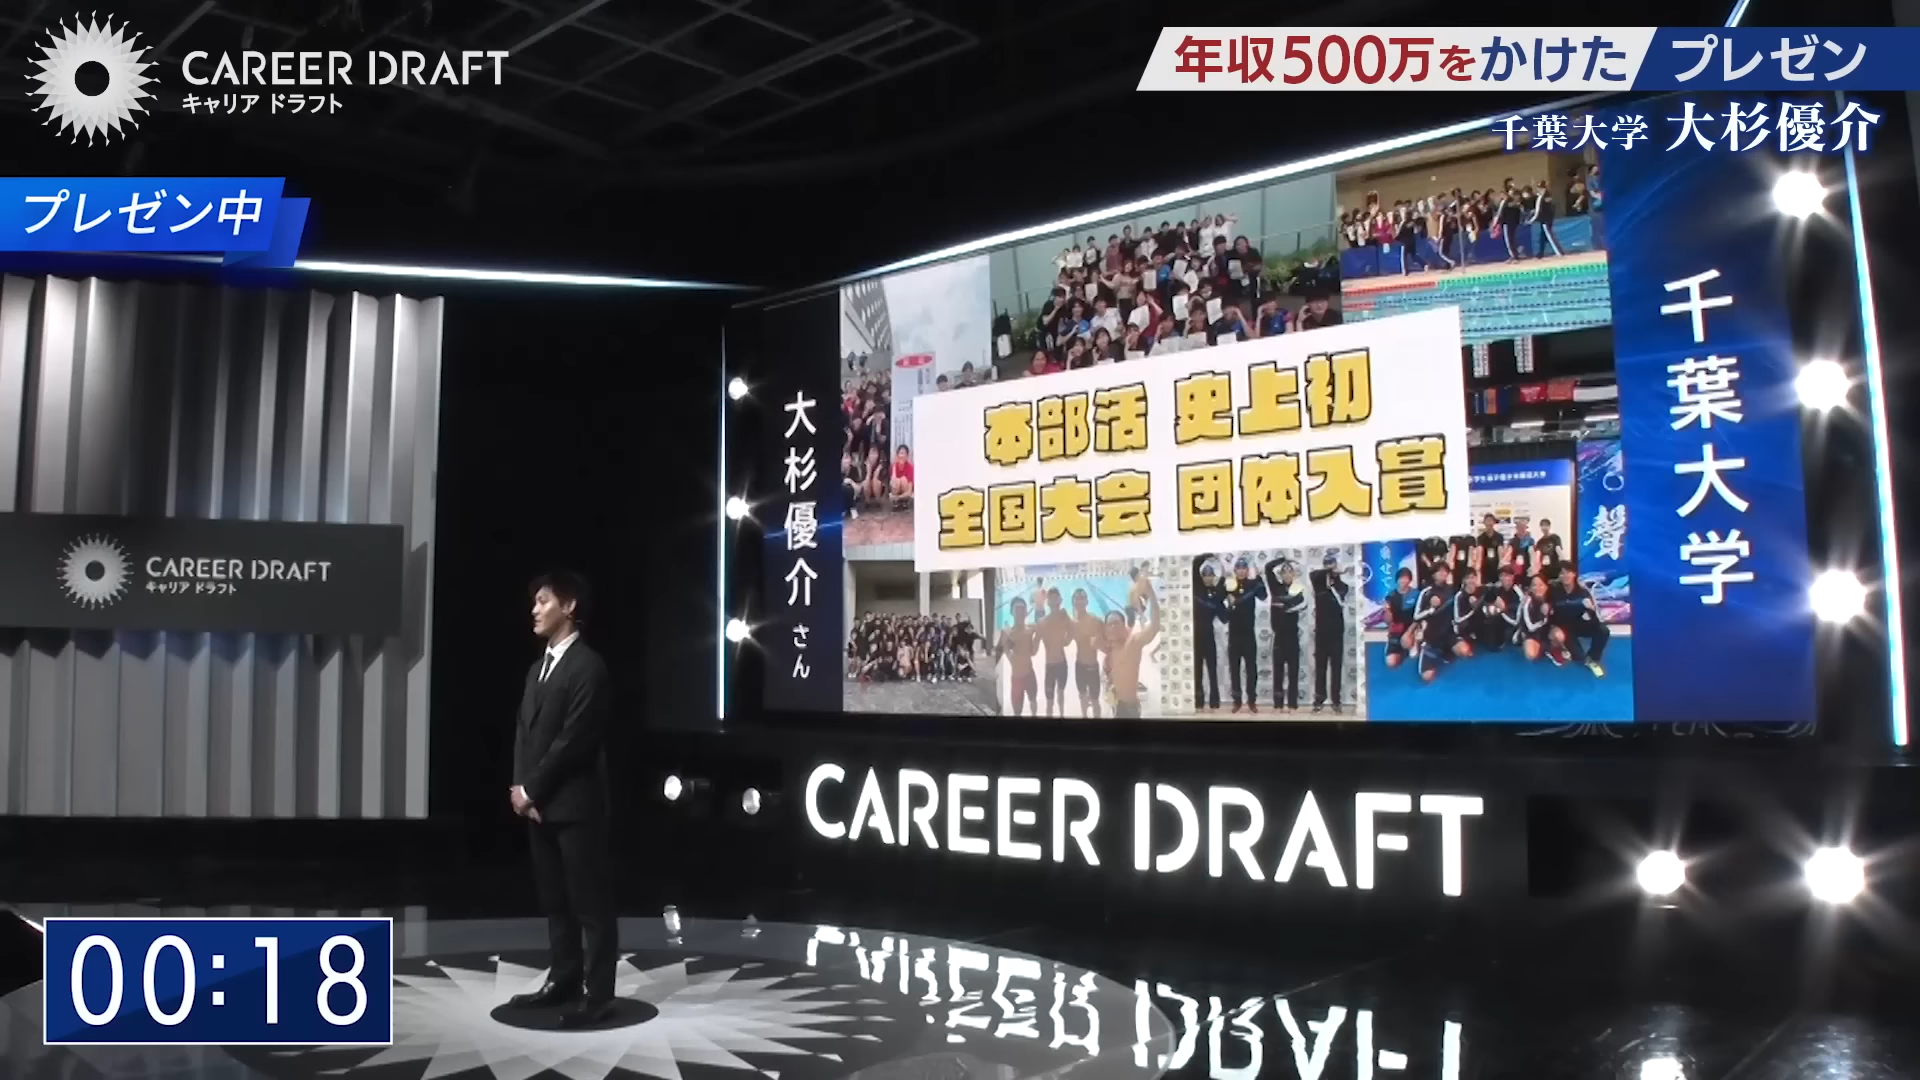 CAREER DRAFT
キャリア ドラフト
年収500万をかけた プレゼン
千葉大学 大杉優介
プレゼン中
CAREER DRAFT
キャリア ドラフト
大杉優介さん
本部活 史上初
全国大会 団体入賞
千葉大学
CAREER DRAFT
00:18